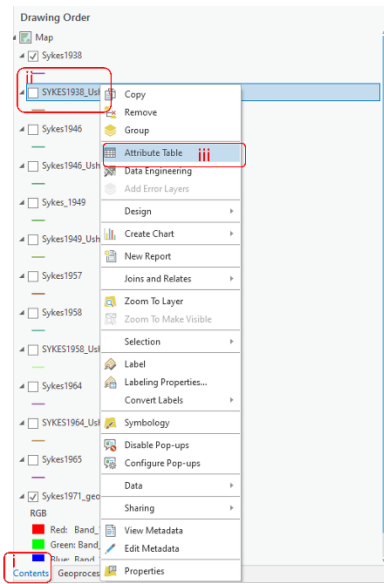 Drawing Order
Map
Sykes1938
ii
SYKES1938_Ush
Copy
Remove
Group
Sykes1946
Attribute Table iii
Data Engineering
Sykes1946_Ush
Add Error Layers
Sykes_1949
Design
Create Chart
Sykes1949_Ush
New Report
Sykes1957
Joins and Relates
Zoom To Layer
Sykes1958
Zoom To Make Visible
Selection
SYKES1958_Ush
Label
Labeling Properties...
Sykes1964
Convert Labels
SYKES1964_Ush
Symbology
Disable Pop-ups
Sykes1965
Configure Pop-ups
Data
Sykes1971_geo
Sharing
RGB
Red: Band_
View Metadata
Green: Band_
Edit Metadata
i
Blue: Band
Contents
Geoproces
Properties